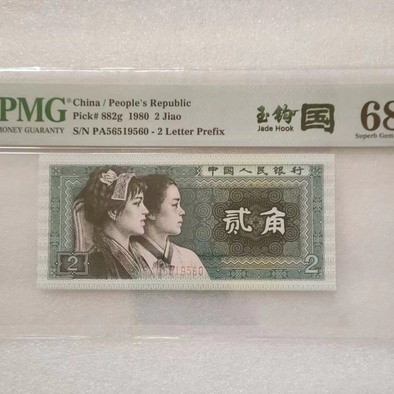 PMG
MONEY GUARANTY
China / People's Republic
Pick# 882g 1980 2 Jiao
S/N PA56519560 - 2 Letter Prefix
玉钩国
Jade Hook
68
Superb Gem
中国人民银行
贰角
2
2